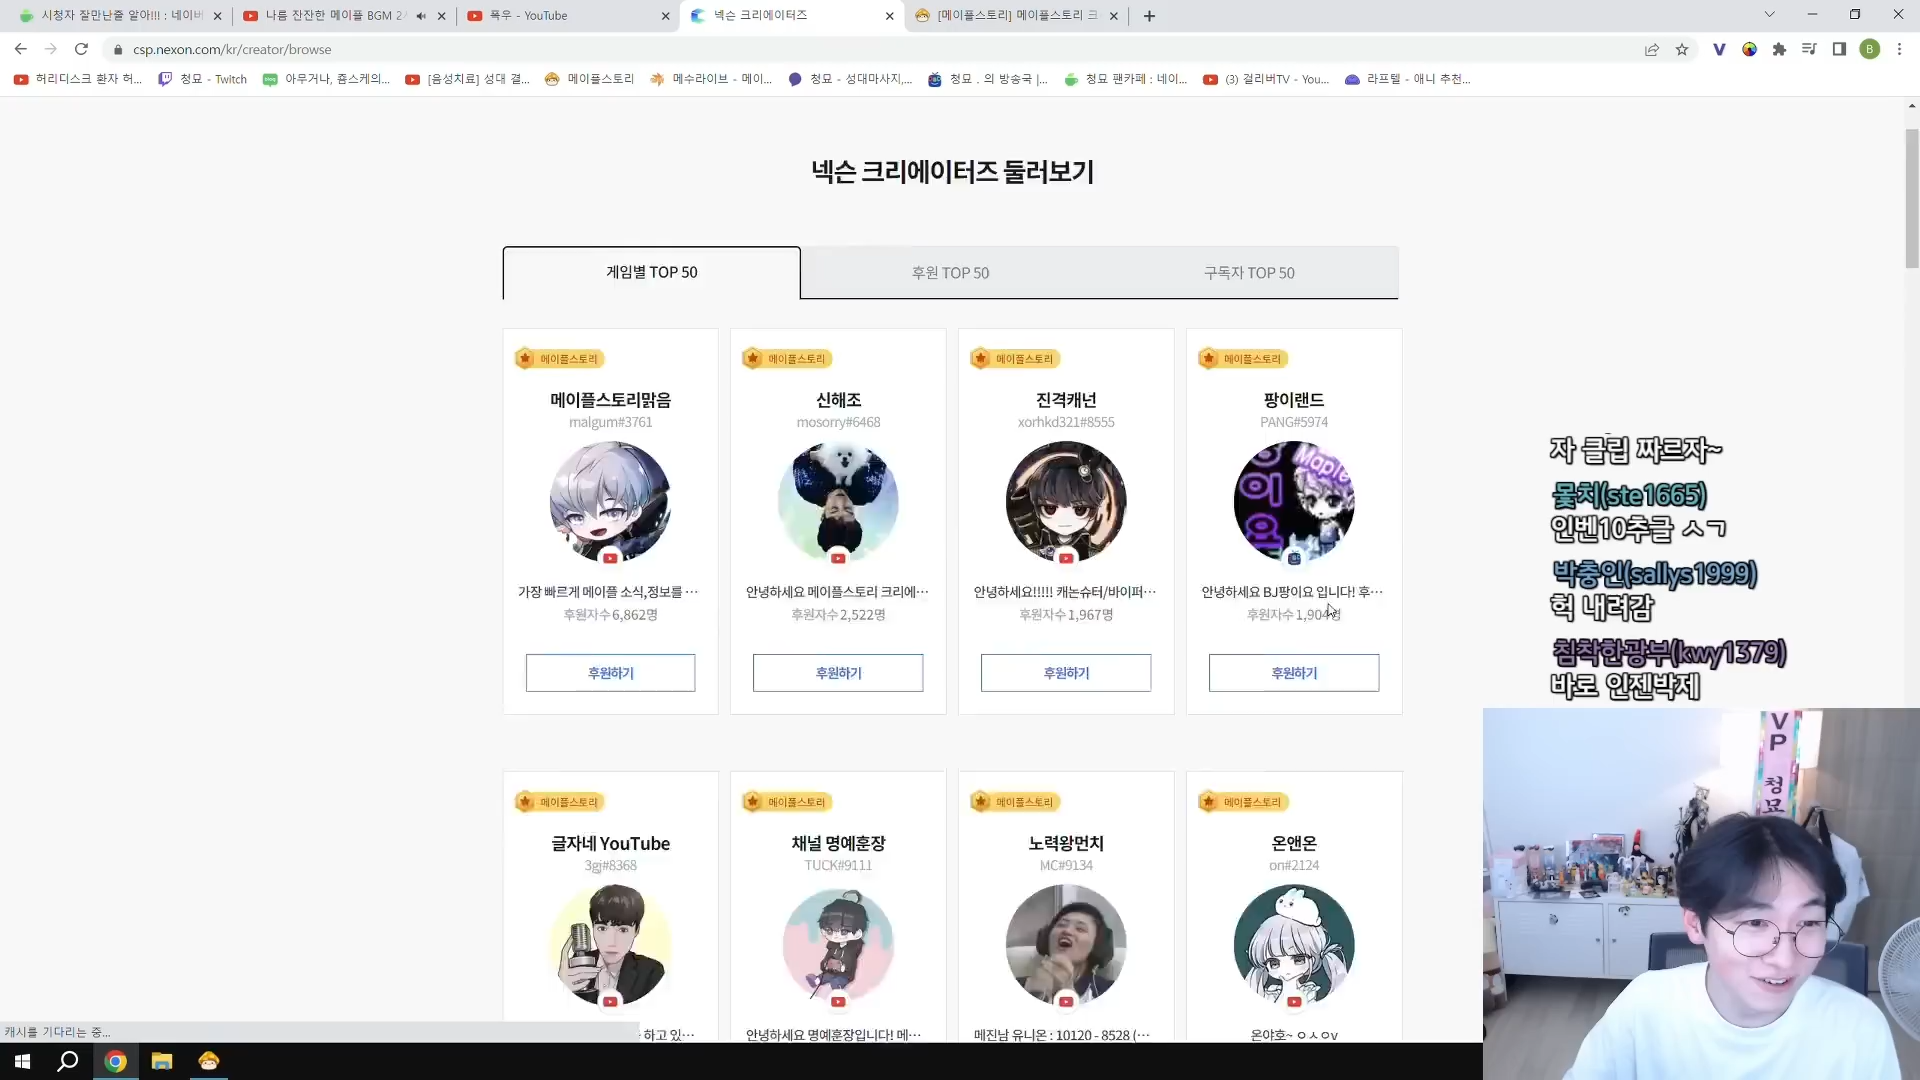 시청자 잘만난줄 알아!!! : 네이버
나름 잔잔한 메이플 BGM 2
폭우 - YouTube
넥슨 크리에이터즈
[메이플스토리] 메이플스토리 크
csp.nexon.com/kr/creator/browse
B
허리디스크 환자 허...
청묘 - Twitch
아무거나, 쥰스케의...
[음성치료] 성대 결...
메이플스토리
메수라이브 - 메이...
청묘 - 성대마사지,...
청묘 . 의 방송국 |...
청묘 팬카페 : 네이...
(3) 걸리버TV - You...
라프텔 - 애니 추천...
넥슨 크리에이터즈 둘러보기
게임별 TOP 50
후원 TOP 50
구독자 TOP 50
메이플스토리
메이플스토리
메이플스토리
메이플스토리
메이플스토리맑음
신해조
진격캐넌
팡이랜드
malgum#3761
mosorry#6468
xorhkd321#8555
PANG#5974
가장 빠르게 메이플 소식,정보를 …
안녕하세요 메이플스토리 크리에…
안녕하세요!!!!! 캐논슈터/바이퍼…
안녕하세요 BJ팡이요 입니다! 후…
후원자수 6,862명
후원자수 2,522명
후원자수 1,967명
후원자수 1,904명
후원하기
후원하기
후원하기
후원하기
메이플스토리
메이플스토리
메이플스토리
메이플스토리
글자네 YouTube
채널 명예훈장
노력왕먼치
온앤온
3gj#8368
TUCK#9111
MC#9134
on#2124
하고 있…
안녕하세요 명예훈장입니다! 메…
메진남 유니온 : 10120 - 8528 (…
온야호~ ㅇㅅㅇv
캐시를 기다리는 중...
자 클립 짜르자~
몿치(ste1665)
인벤10추글 ㅅㄱ
박충인(sallys1999)
헉 내려감
침착한광부(kwy1379)
바로 인젠박제
VP
청묘